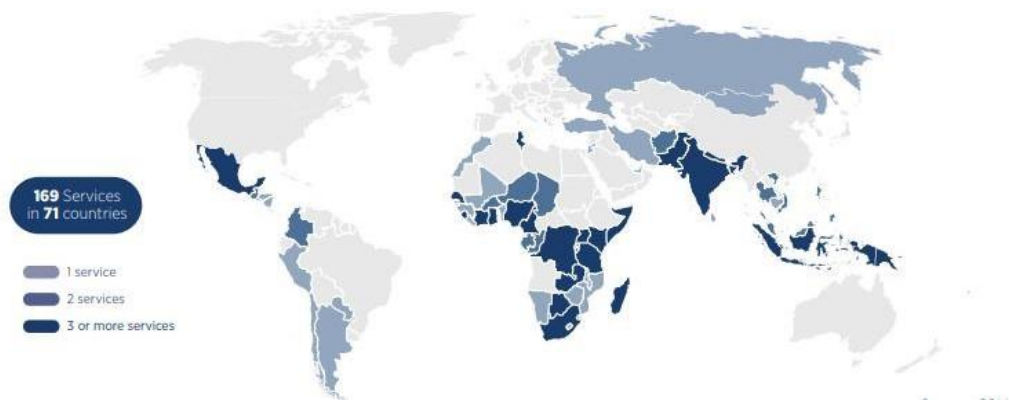 169 Services
in 71 countries
1 service
2 services
3 or more services